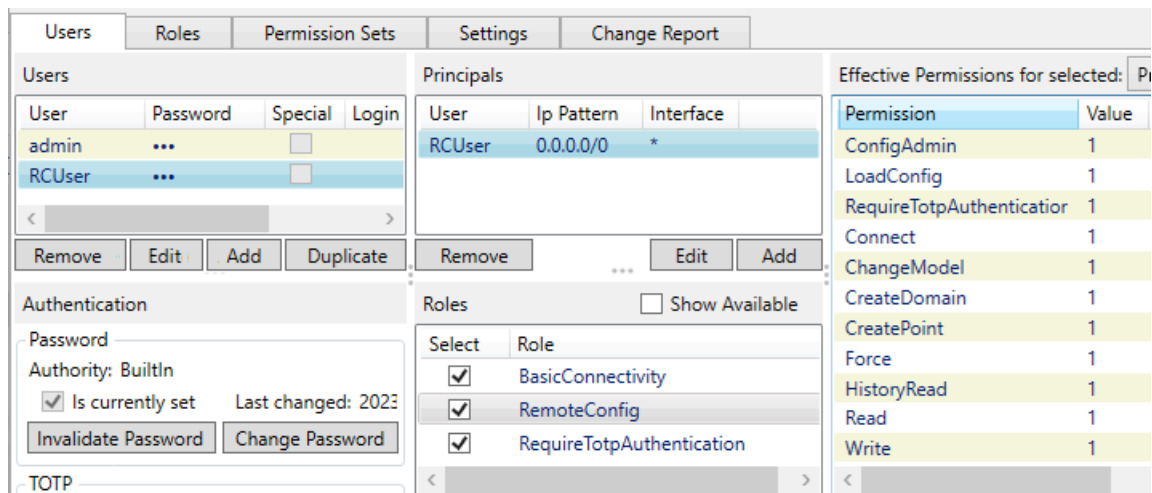 Users Roles Permission Sets Settings Change Report
Users
User Password Special Login
admin •••
RCUser •••
Remove Edit Add Duplicate
Principals
User Ip Pattern Interface
RCUser 0.0.0.0/0 *
Remove Edit Add
Authentication
Password
Authority: BuiltIn
Is currently set Last changed: 2023
Invalidate Password Change Password
TOTP
Roles Show Available
Select Role
BasicConnectivity
RemoteConfig
RequireTotpAuthentication
Effective Permissions for selected: Pr
Permission Value
ConfigAdmin 1
LoadConfig 1
RequireTotpAuthentication 1
Connect 1
ChangeModel 1
CreateDomain 1
CreatePoint 1
Force 1
HistoryRead 1
Read 1
Write 1